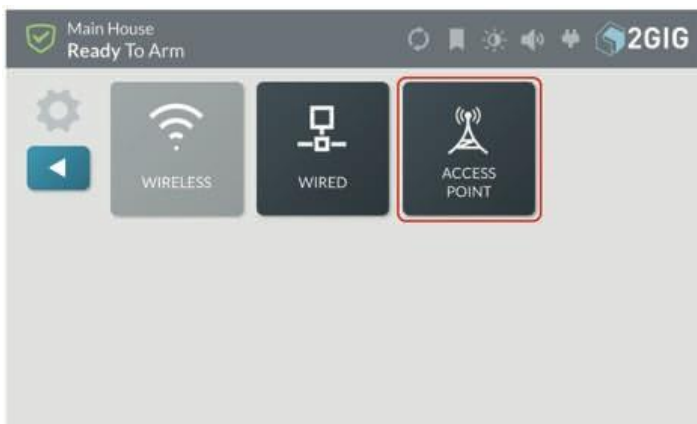 Main House
Ready To Arm
2GIG
WIRELESS
WIRED
ACCESS
POINT